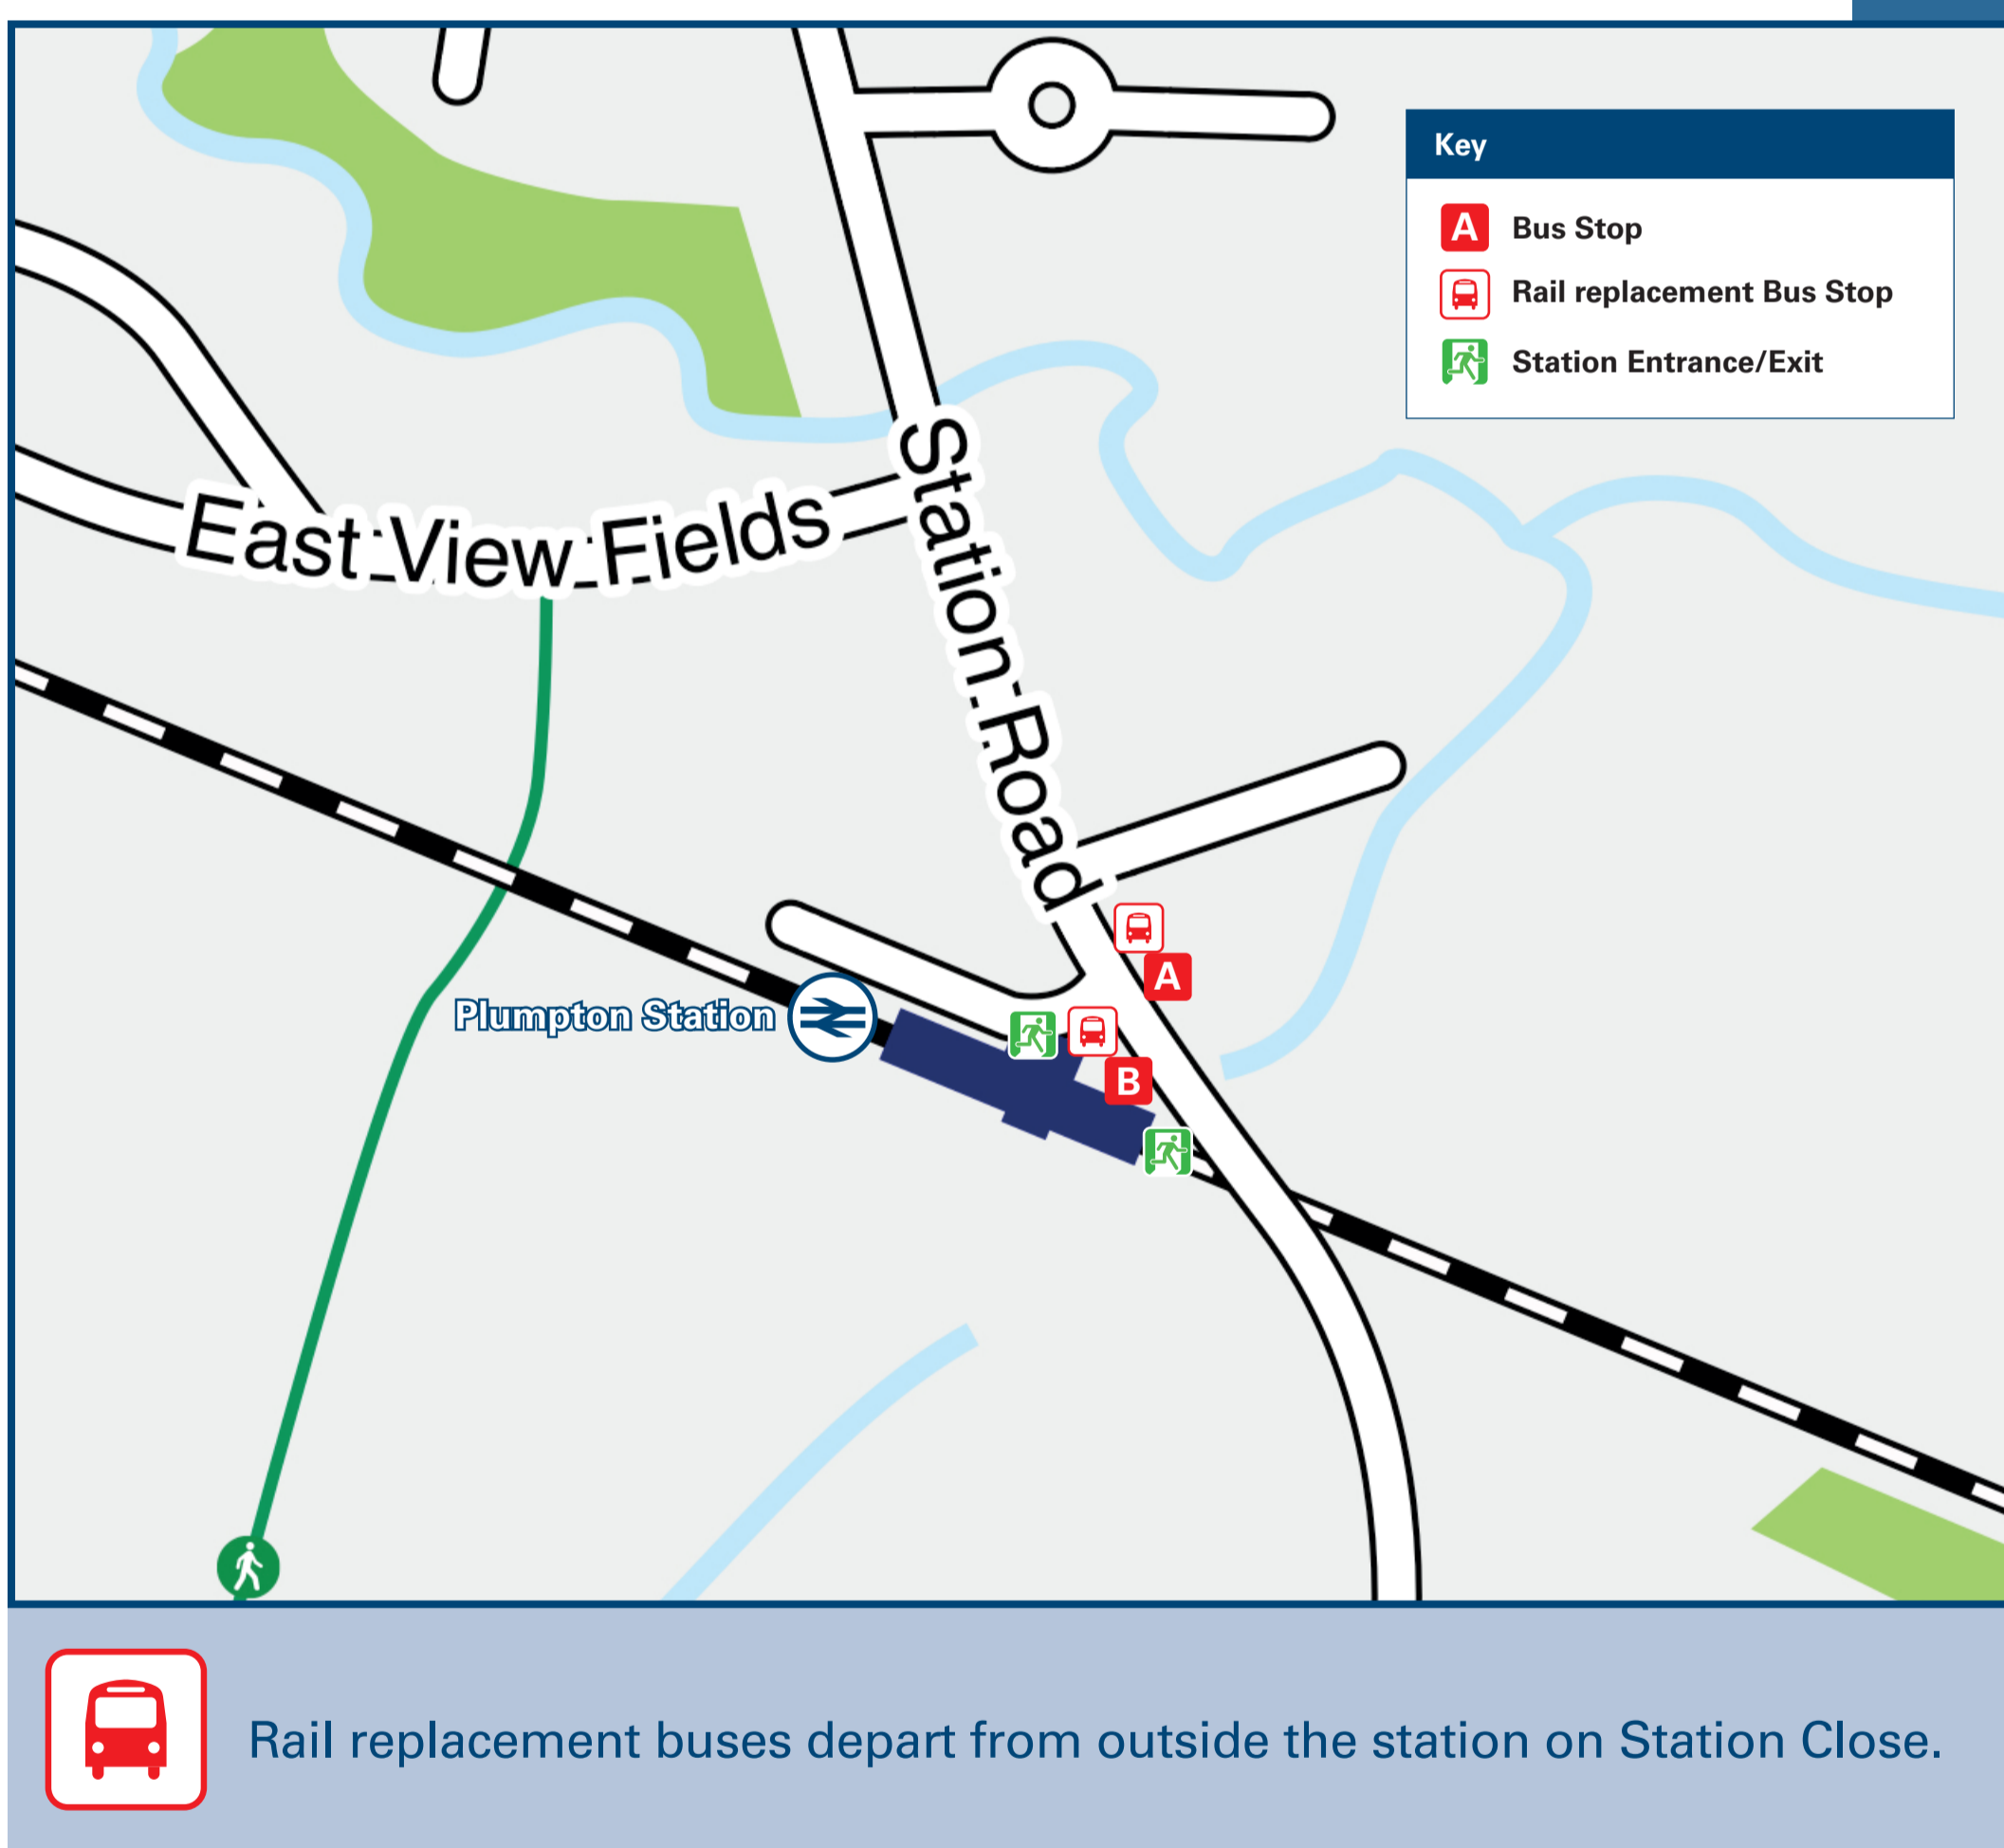 Key
A Bus Stop
Rail replacement Bus Stop
Station Entrance/Exit
East View Fields
Station Road
A
Plumpton Station
B
Rail replacement buses depart from outside the station on Station Close.